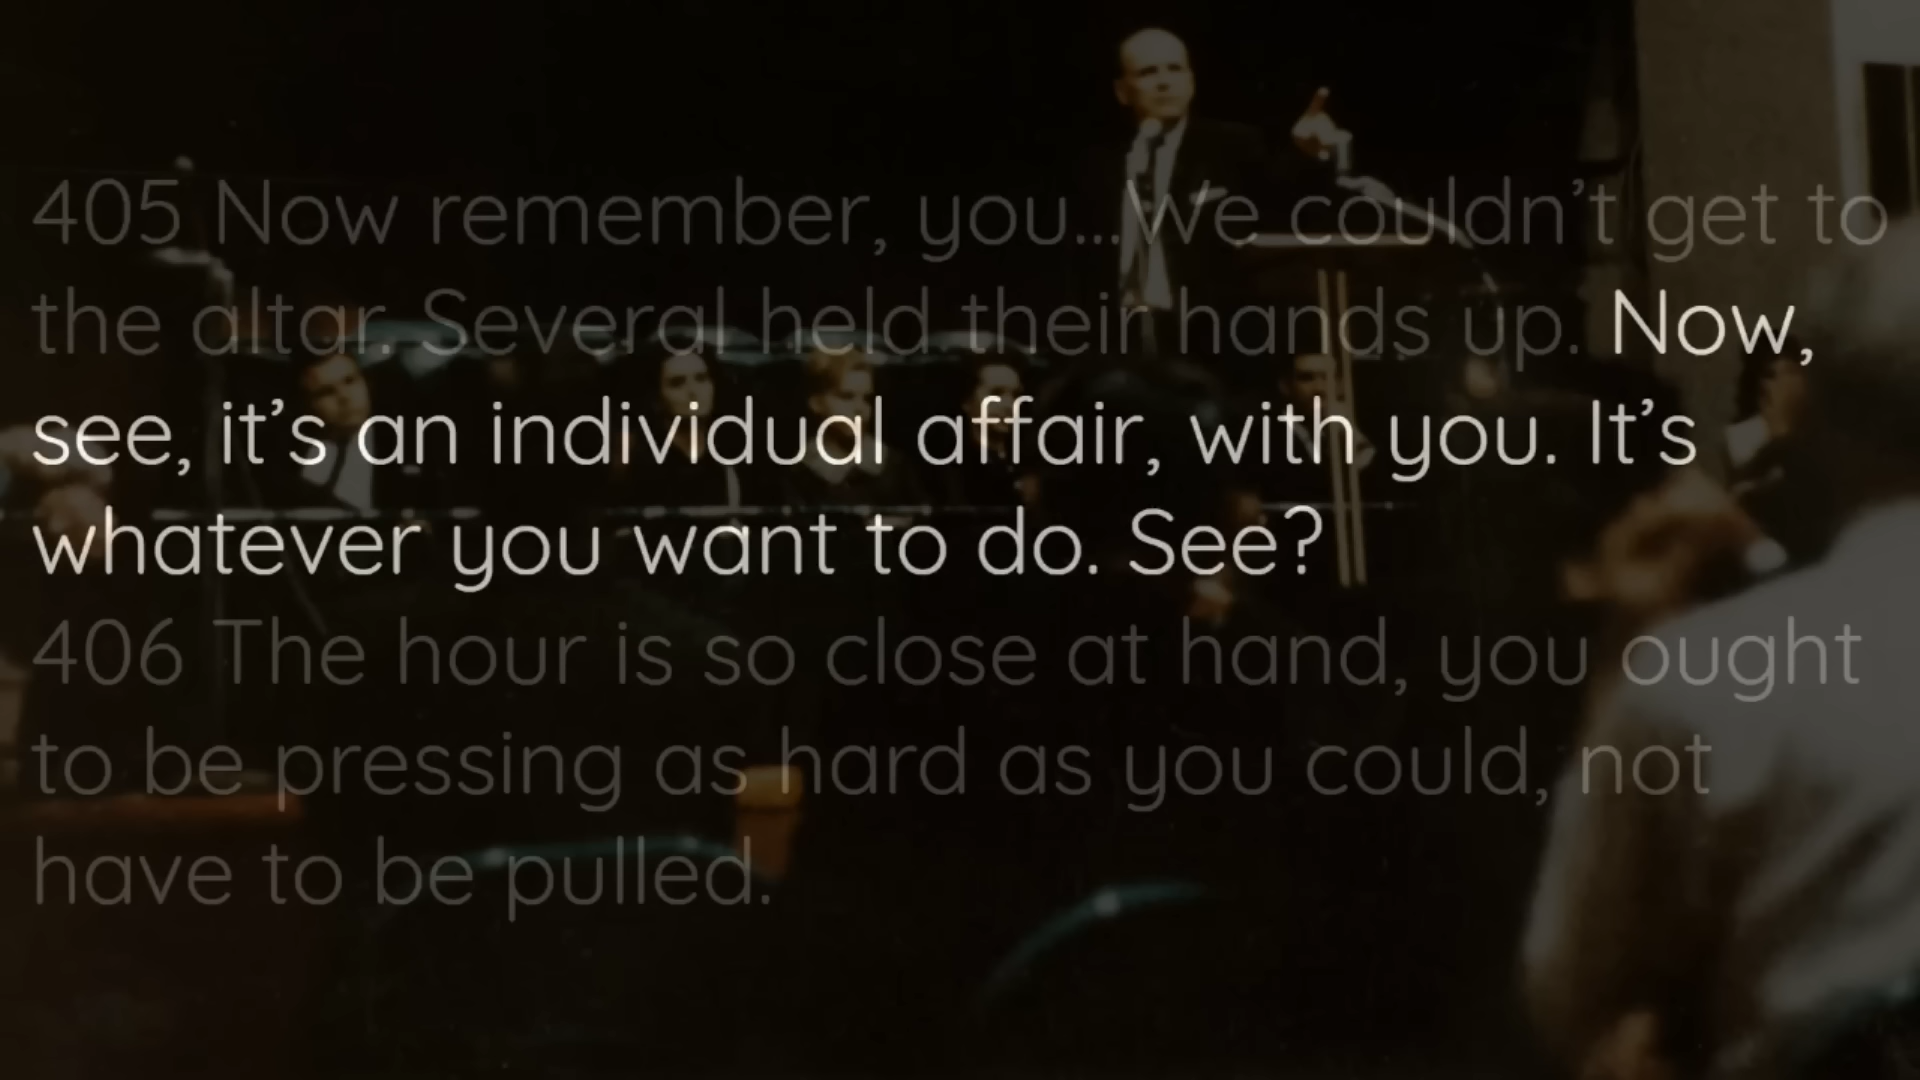 405 Now remember, you...We couldn’t get to
the altar. Several held their hands up. Now,
see, it’s an individual affair, with you. It’s
whatever you want to do. See?
406 The hour is so close at hand, you ought
to be pressing as hard as you could, not
have to be pulled.